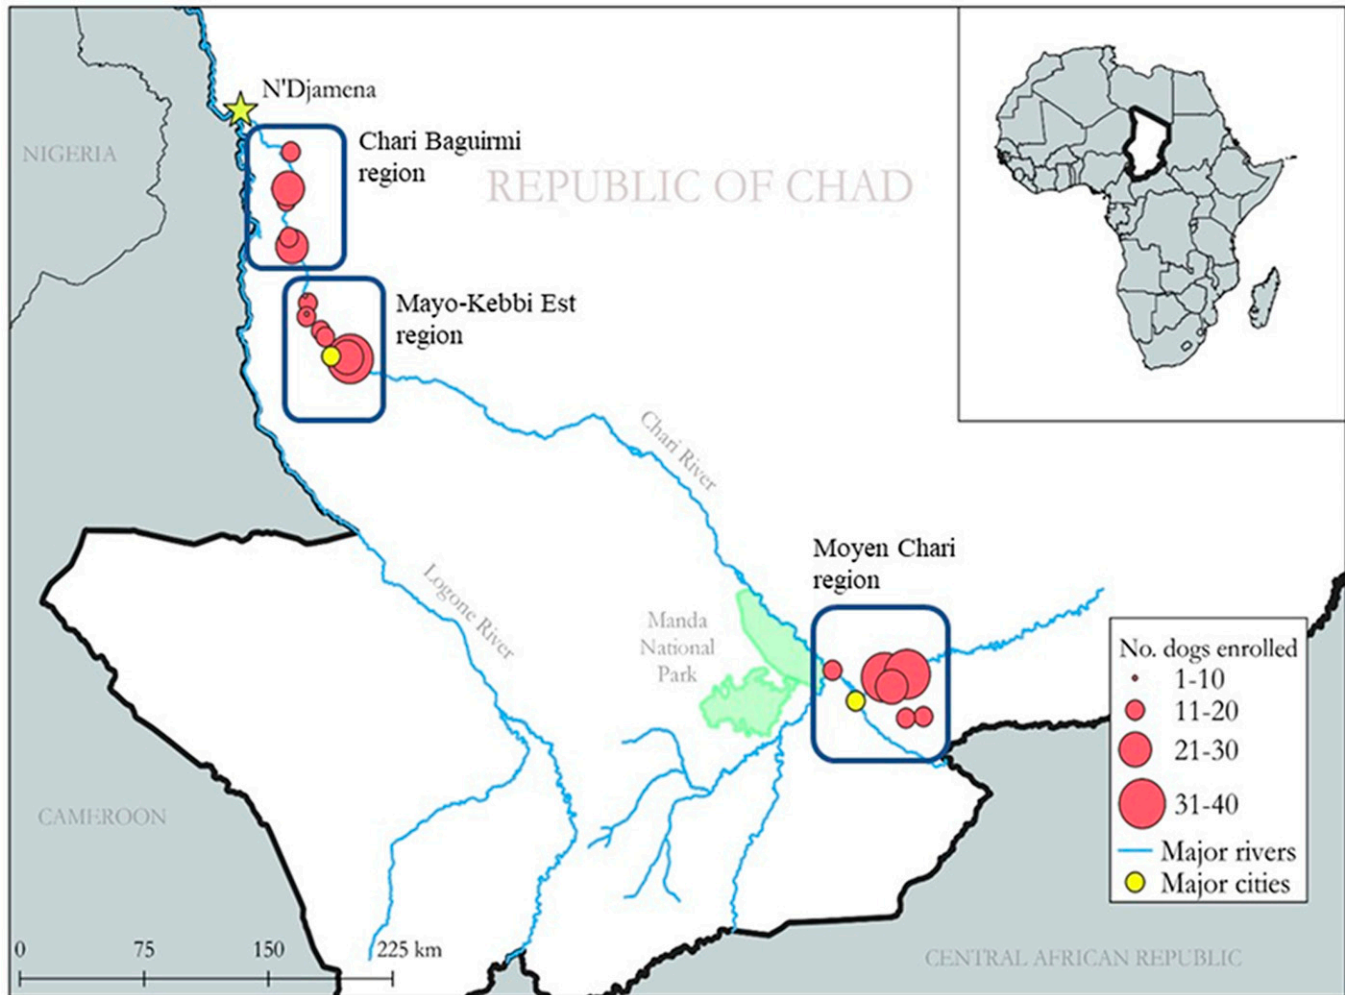 N'Djamena
NIGERIA
Chari Baguirmi
region
REPUBLIC OF CHAD
Mayo-Kebbi Est
region
Chari River
Logone River
Moyen Chari
region
Manda
National
Park
No. dogs enrolled
1-10
11-20
21-30
31-40
Major rivers
Major cities
CAMEROON
0 75 150 225 km
CENTRAL AFRICAN REPUBLIC